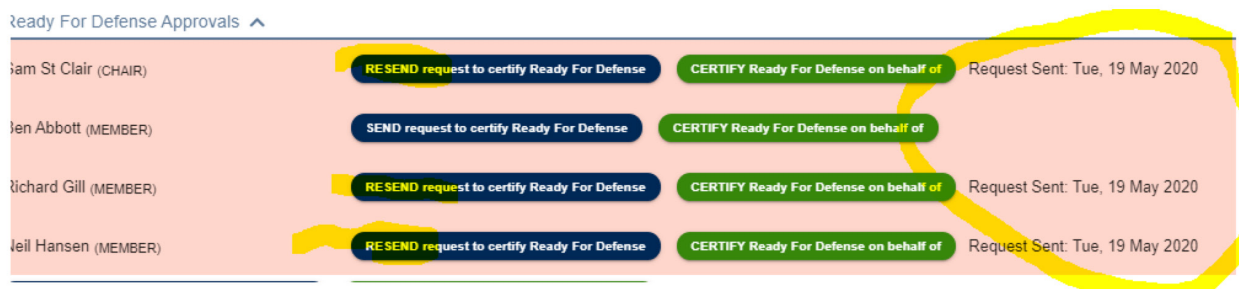 Ready For Defense Approvals
Sam St Clair (CHAIR) RESEND request to certify Ready For Defense CERTIFY Ready For Defense on behalf of Request Sent: Tue, 19 May 2020
Ben Abbott (MEMBER) SEND request to certify Ready For Defense CERTIFY Ready For Defense on behalf of
Richard Gill (MEMBER) RESEND request to certify Ready For Defense CERTIFY Ready For Defense on behalf of Request Sent: Tue, 19 May 2020
Neil Hansen (MEMBER) RESEND request to certify Ready For Defense CERTIFY Ready For Defense on behalf of Request Sent: Tue, 19 May 2020